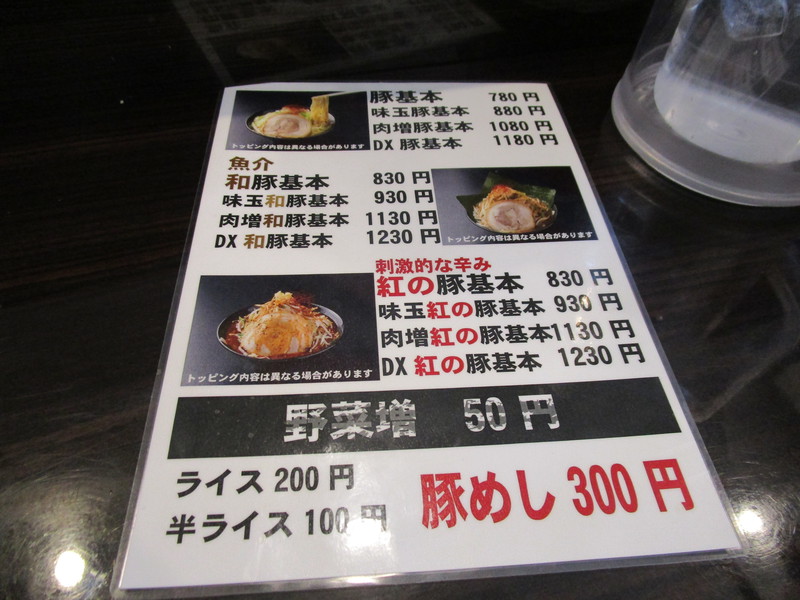 豚基本 780 円
味玉豚基本 880 円
肉増豚基本 1080 円
DX 豚基本 1180 円
トッピング内容は異なる場合があります
魚介
和豚基本 830 円
味玉和豚基本 930 円
肉増和豚基本 1130 円
DX 和豚基本 1230 円
トッピング内容は異なる場合があります
刺激的な辛み
紅の豚基本 830 円
味玉紅の豚基本 930 円
肉増紅の豚基本 1130 円
DX 紅の豚基本 1230 円
トッピング内容は異なる場合があります
野菜増 50 円
ライス 200 円
半ライス 100 円
豚めし 300 円